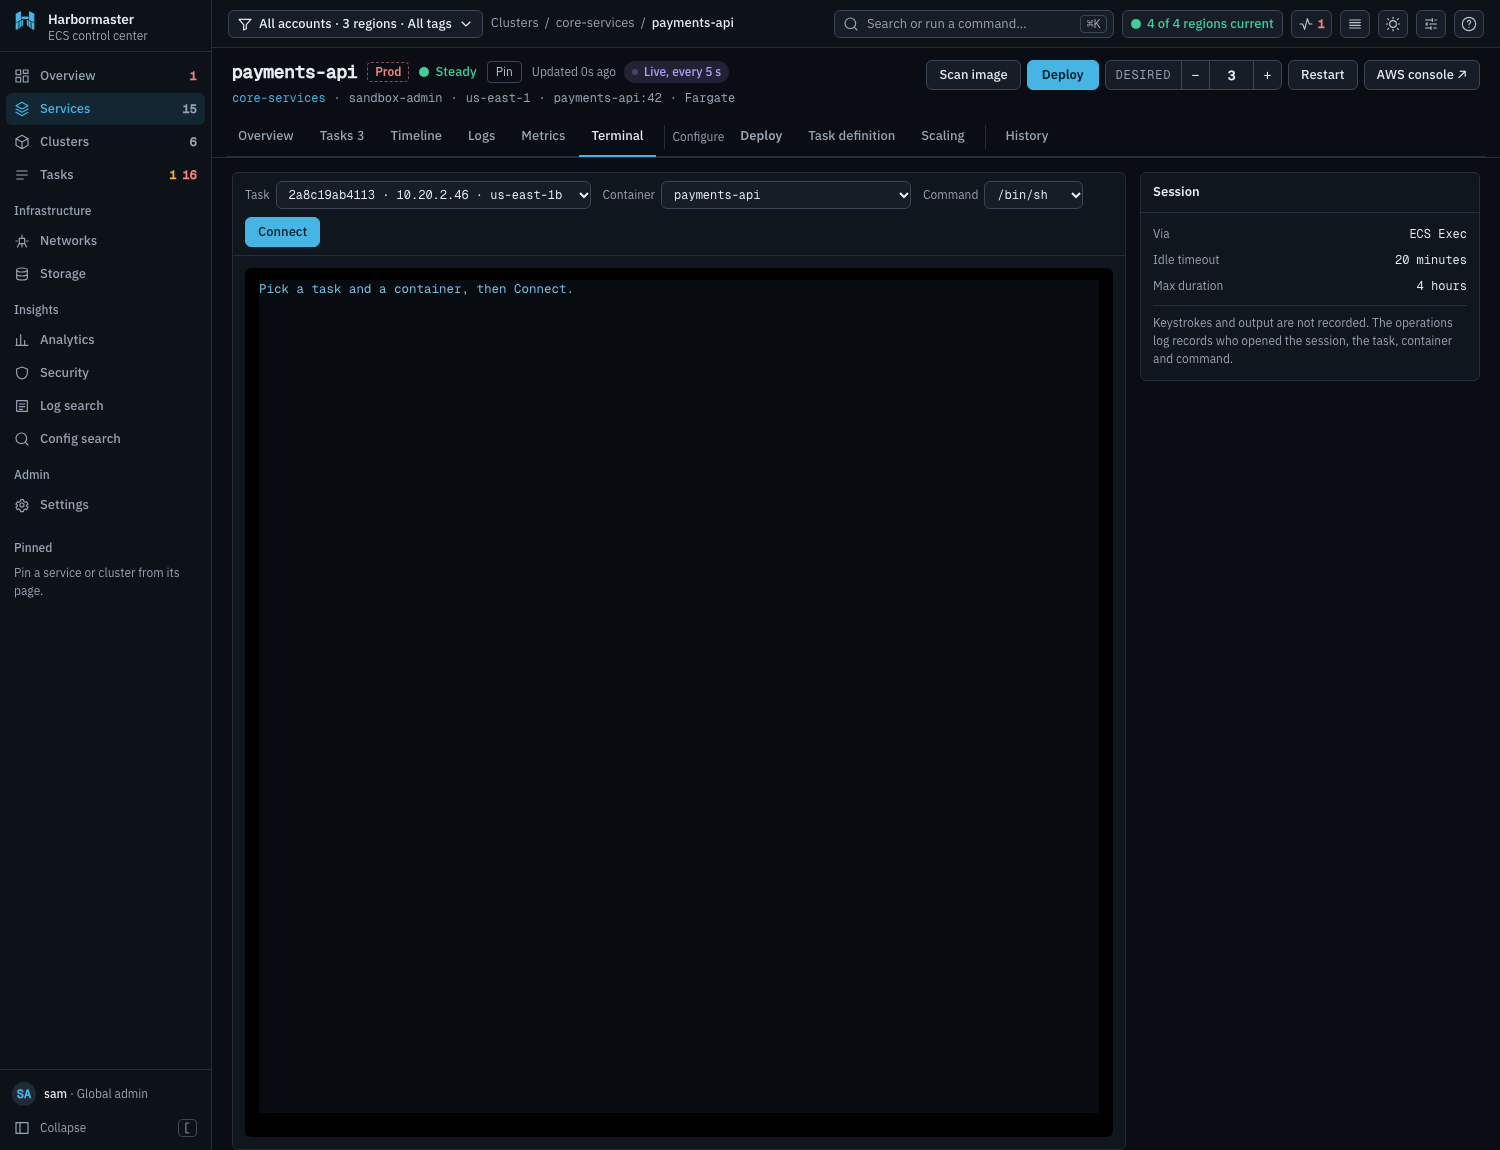 Harbormaster
ECS control center
Overview 1
Services 15
Clusters 6
Tasks 1 16
Infrastructure
Networks
Storage
Insights
Analytics
Security
Log search
Config search
Admin
Settings
Pinned
Pin a service or cluster from its
page.
SA sam · Global admin
Collapse [
All accounts · 3 regions · All tags
Clusters / core-services / payments-api
Search or run a command... ⌘K
4 of 4 regions current
1
payments-api Prod Steady Pin Updated 0s ago Live, every 5 s
core-services · sandbox-admin · us-east-1 · payments-api:42 · Fargate
Scan image Deploy DESIRED − 3 + Restart AWS console ↗
Overview Tasks 3 Timeline Logs Metrics Terminal Configure Deploy Task definition Scaling History
Task 2a8c19ab4113 · 10.20.2.46 · us-east-1b Container payments-api Command /bin/sh
Connect
Pick a task and a container, then Connect.
Session
Via ECS Exec
Idle timeout 20 minutes
Max duration 4 hours
Keystrokes and output are not recorded. The operations
log records who opened the session, the task, container
and command.